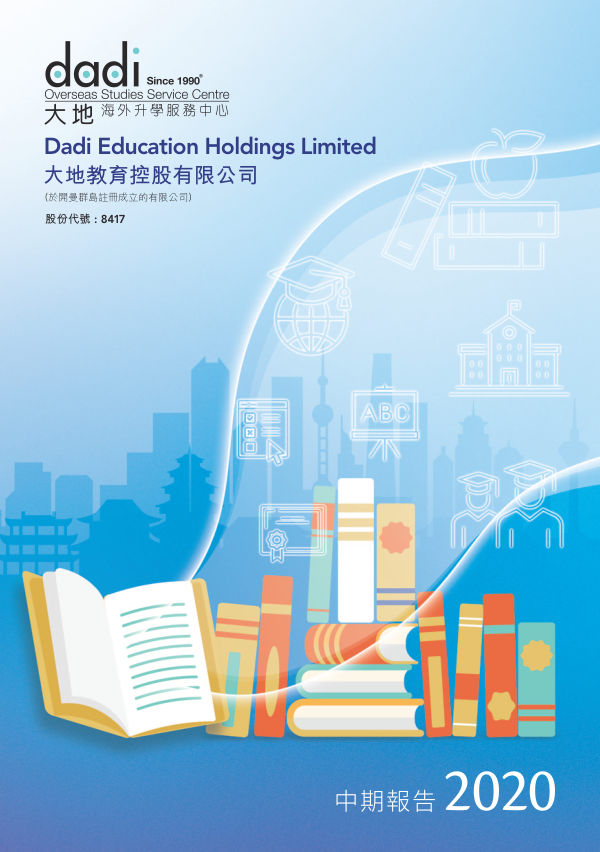 dadi Since 1990®
Overseas Studies Service Centre
大地 海外升學服務中心
Dadi Education Holdings Limited
大地教育控股有限公司
(於開曼群島註冊成立的有限公司)
股份代號 : 8417
ABC
中期報告 2020